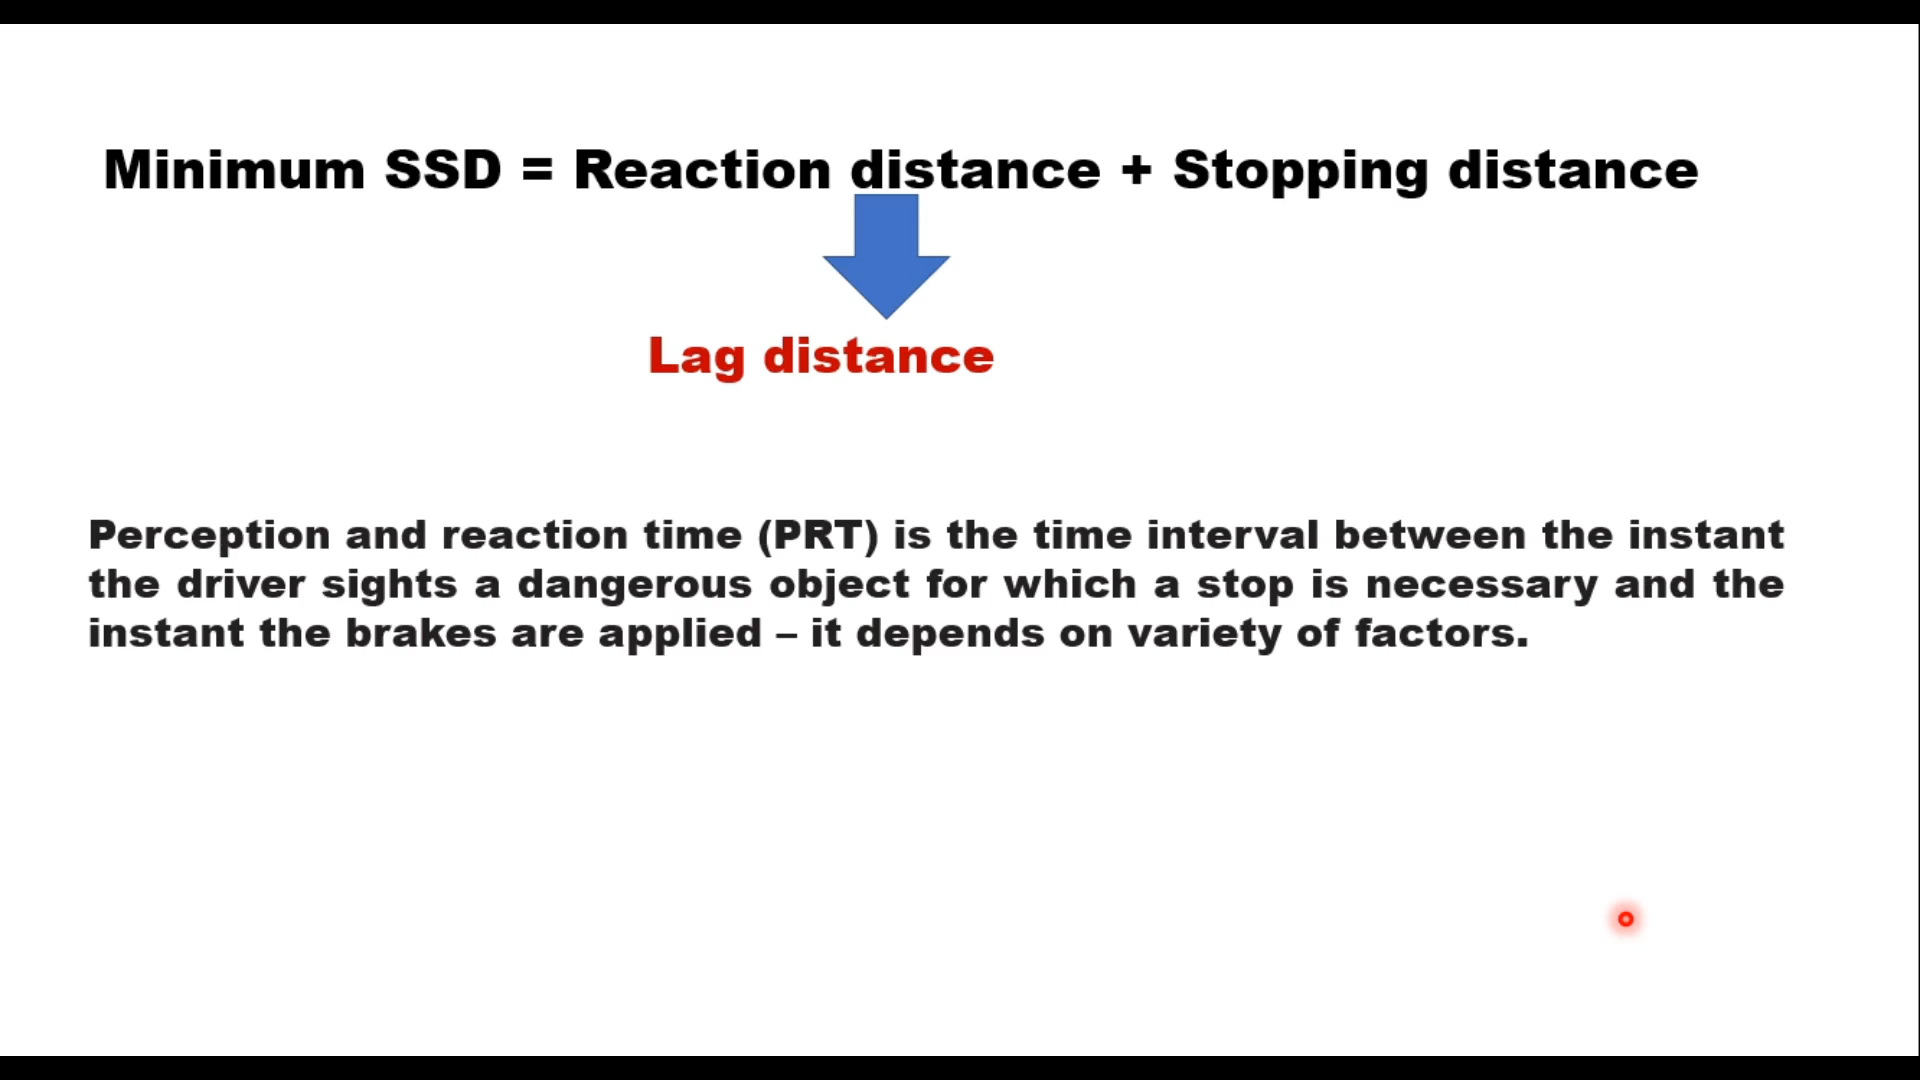 Minimum SSD = Reaction distance + Stopping distance
Lag distance
Perception and reaction time (PRT) is the time interval between the instant
the driver sights a dangerous object for which a stop is necessary and the
instant the brakes are applied – it depends on variety of factors.